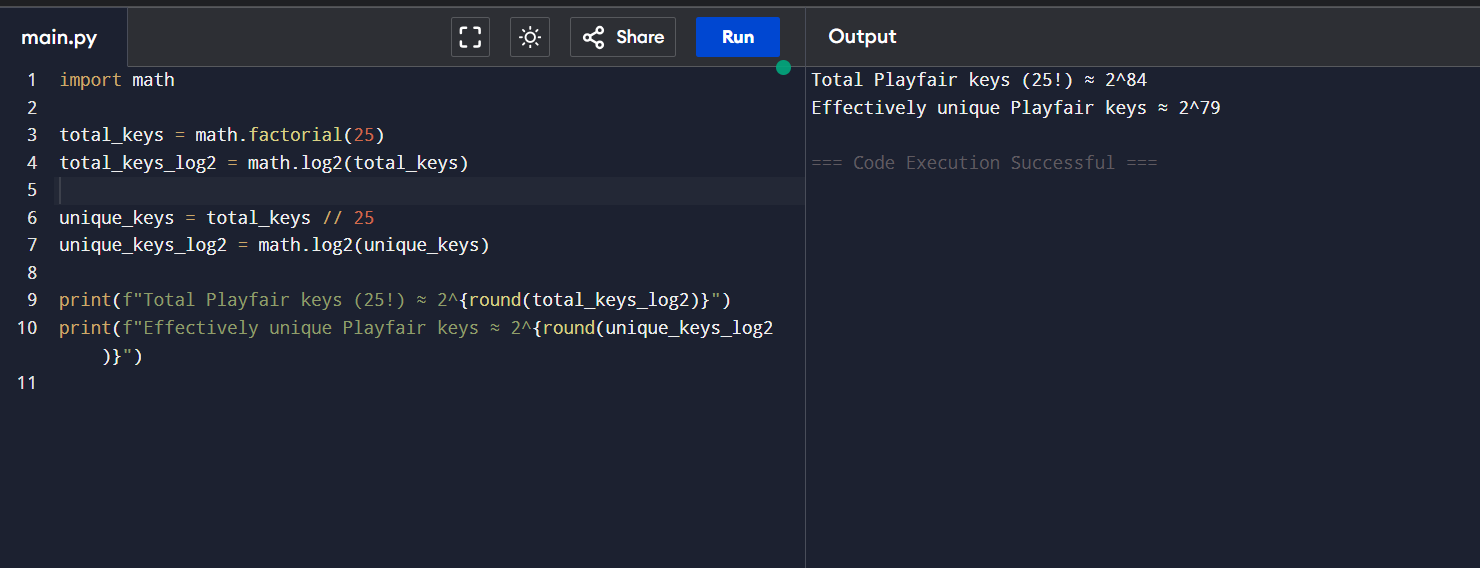 main.py
Share
Run
Output
1 import math
2
3 total_keys = math.factorial(25)
4 total_keys_log2 = math.log2(total_keys)
5
6 unique_keys = total_keys // 25
7 unique_keys_log2 = math.log2(unique_keys)
8
9 print(f"Total Playfair keys (25!) ≈ 2^{round(total_keys_log2)}")
10 print(f"Effectively unique Playfair keys ≈ 2^{round(unique_keys_log2
)}")
11
Total Playfair keys (25!) ≈ 2^84
Effectively unique Playfair keys ≈ 2^79
=== Code Execution Successful ===